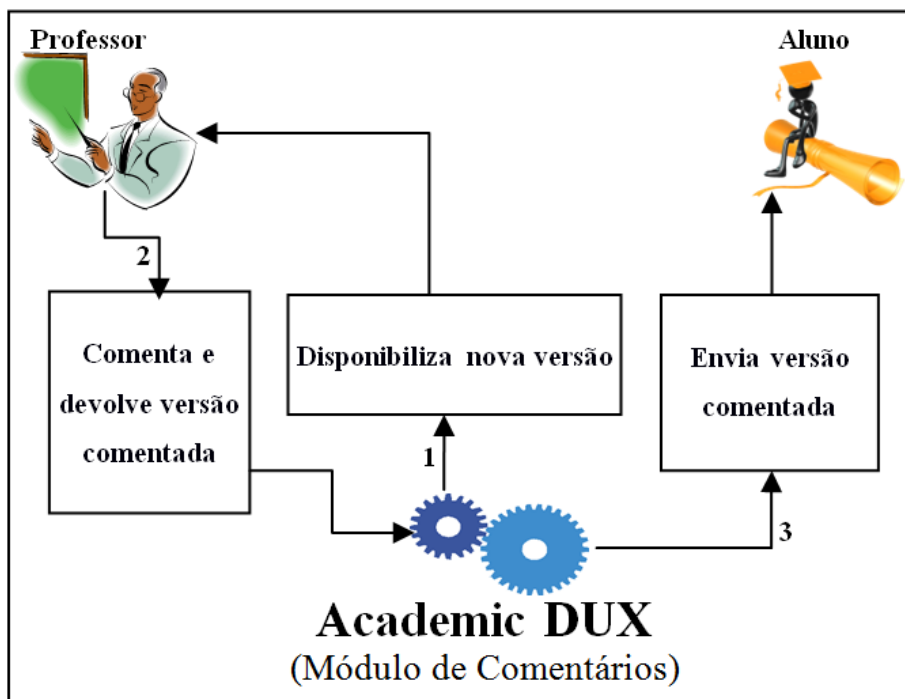 Professor
Aluno
2
Comenta e
devolve versão
comentada
Disponibiliza nova versão
1
Envia versão
comentada
3
Academic DUX
(Módulo de Comentários)